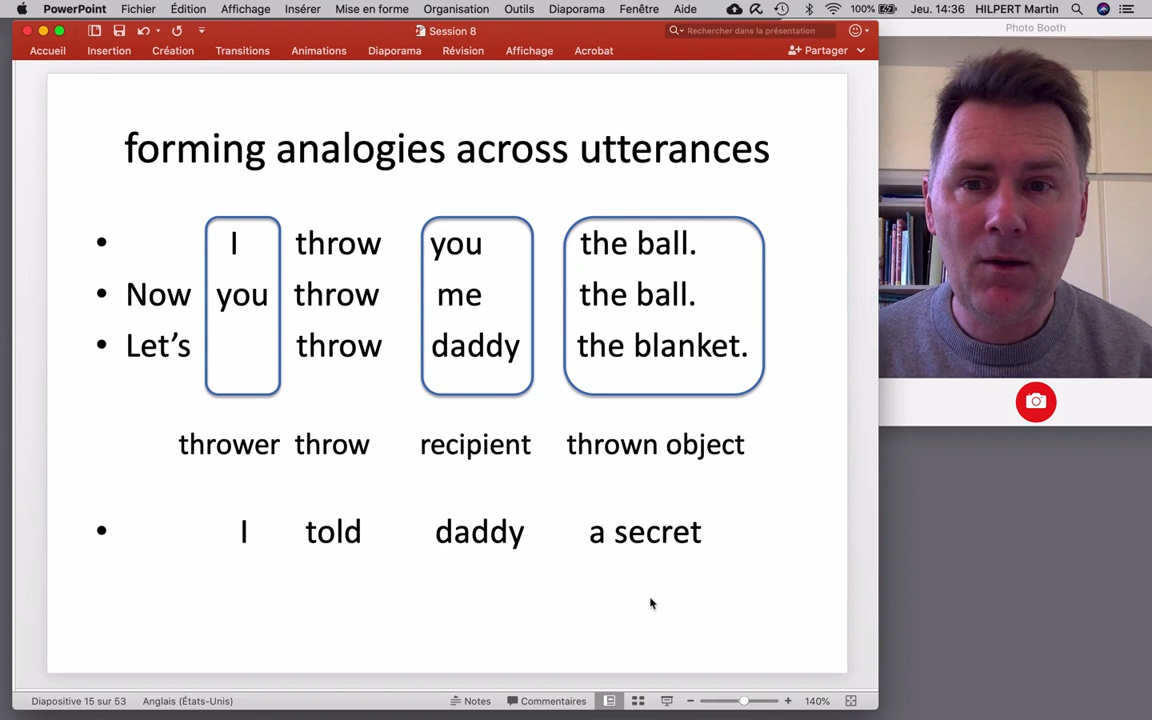 PowerPoint Fichier Édition Affichage Insérer Mise en forme Organisation Outils Diaporama Fenêtre Aide 100% Jeu. 14:36 HILPERT Martin
Photo Booth
Session 8
Rechercher dans la présentation
Accueil Insertion Création Transitions Animations Diaporama Révision Affichage Acrobat Partager
forming analogies across utterances
• I throw you the ball.
• Now you throw me the ball.
• Let's throw daddy the blanket.
thrower throw recipient thrown object
• I told daddy a secret
Diapositive 15 sur 53 Anglais (États-Unis) Notes Commentaires 140%